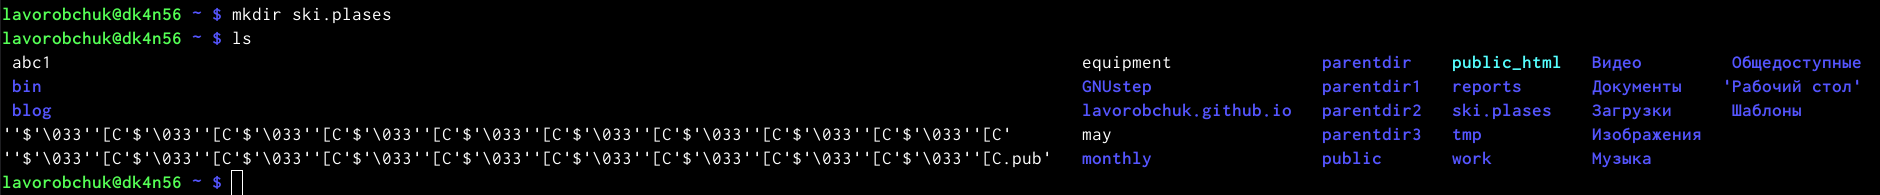 lavorobchuk@dk4n56 ~ $ mkdir ski.plases
lavorobchuk@dk4n56 ~ $ ls
abc1 equipment parentdir public_html Видео Общедоступные
bin GNUstep parentdir1 reports Документы 'Рабочий стол'
blog lavorobchuk.github.io parentdir2 ski.plases Загрузки Шаблоны
''$'\033''[C'$'\033''[C'$'\033''[C'$'\033''[C'$'\033''[C'$'\033''[C'$'\033''[C'$'\033''[C'$'\033''[C' may parentdir3 tmp Изображения
''$'\033''[C'$'\033''[C'$'\033''[C'$'\033''[C'$'\033''[C'$'\033''[C'$'\033''[C'$'\033''[C'$'\033''[C.pub' monthly public work Музыка
lavorobchuk@dk4n56 ~ $